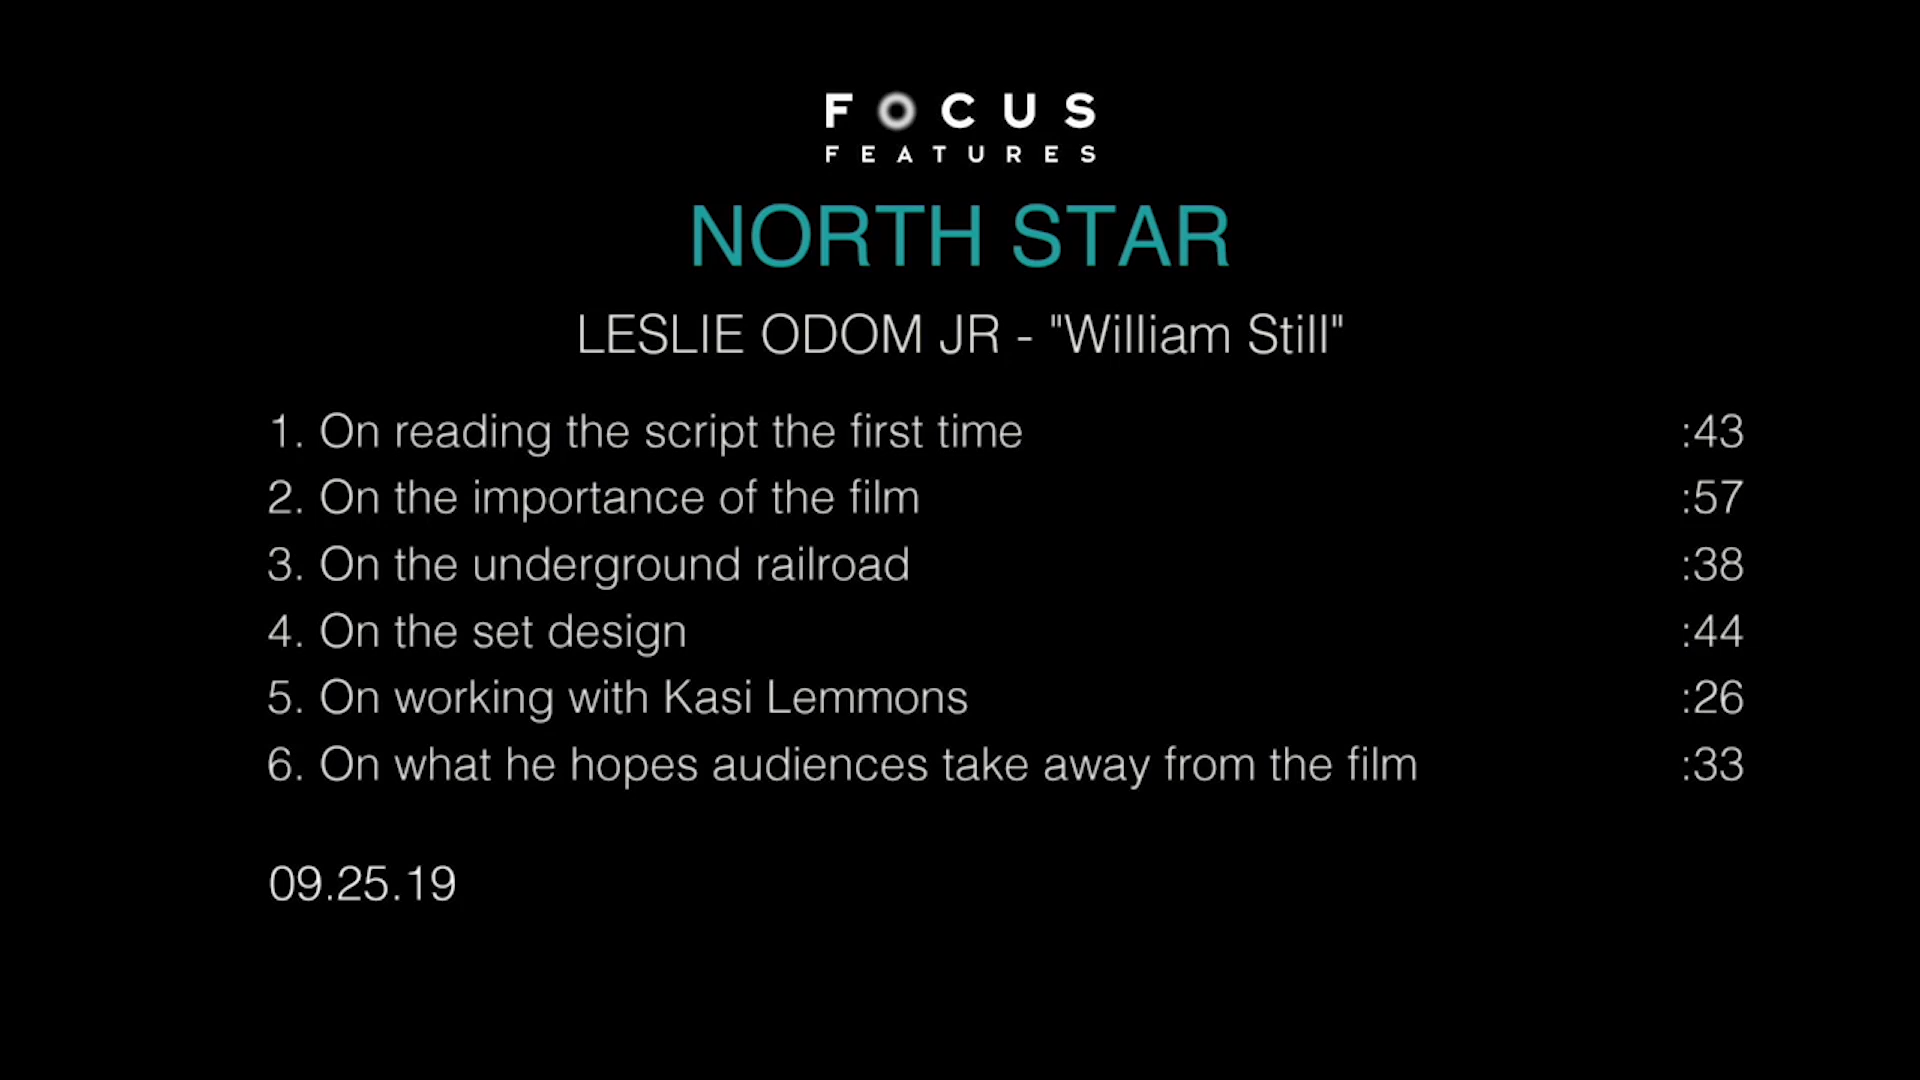 FOCUS
FEATURES
NORTH STAR
LESLIE ODOM JR - "William Still"
1. On reading the script the first time :43
2. On the importance of the film :57
3. On the underground railroad :38
4. On the set design :44
5. On working with Kasi Lemmons :26
6. On what he hopes audiences take away from the film :33
09.25.19